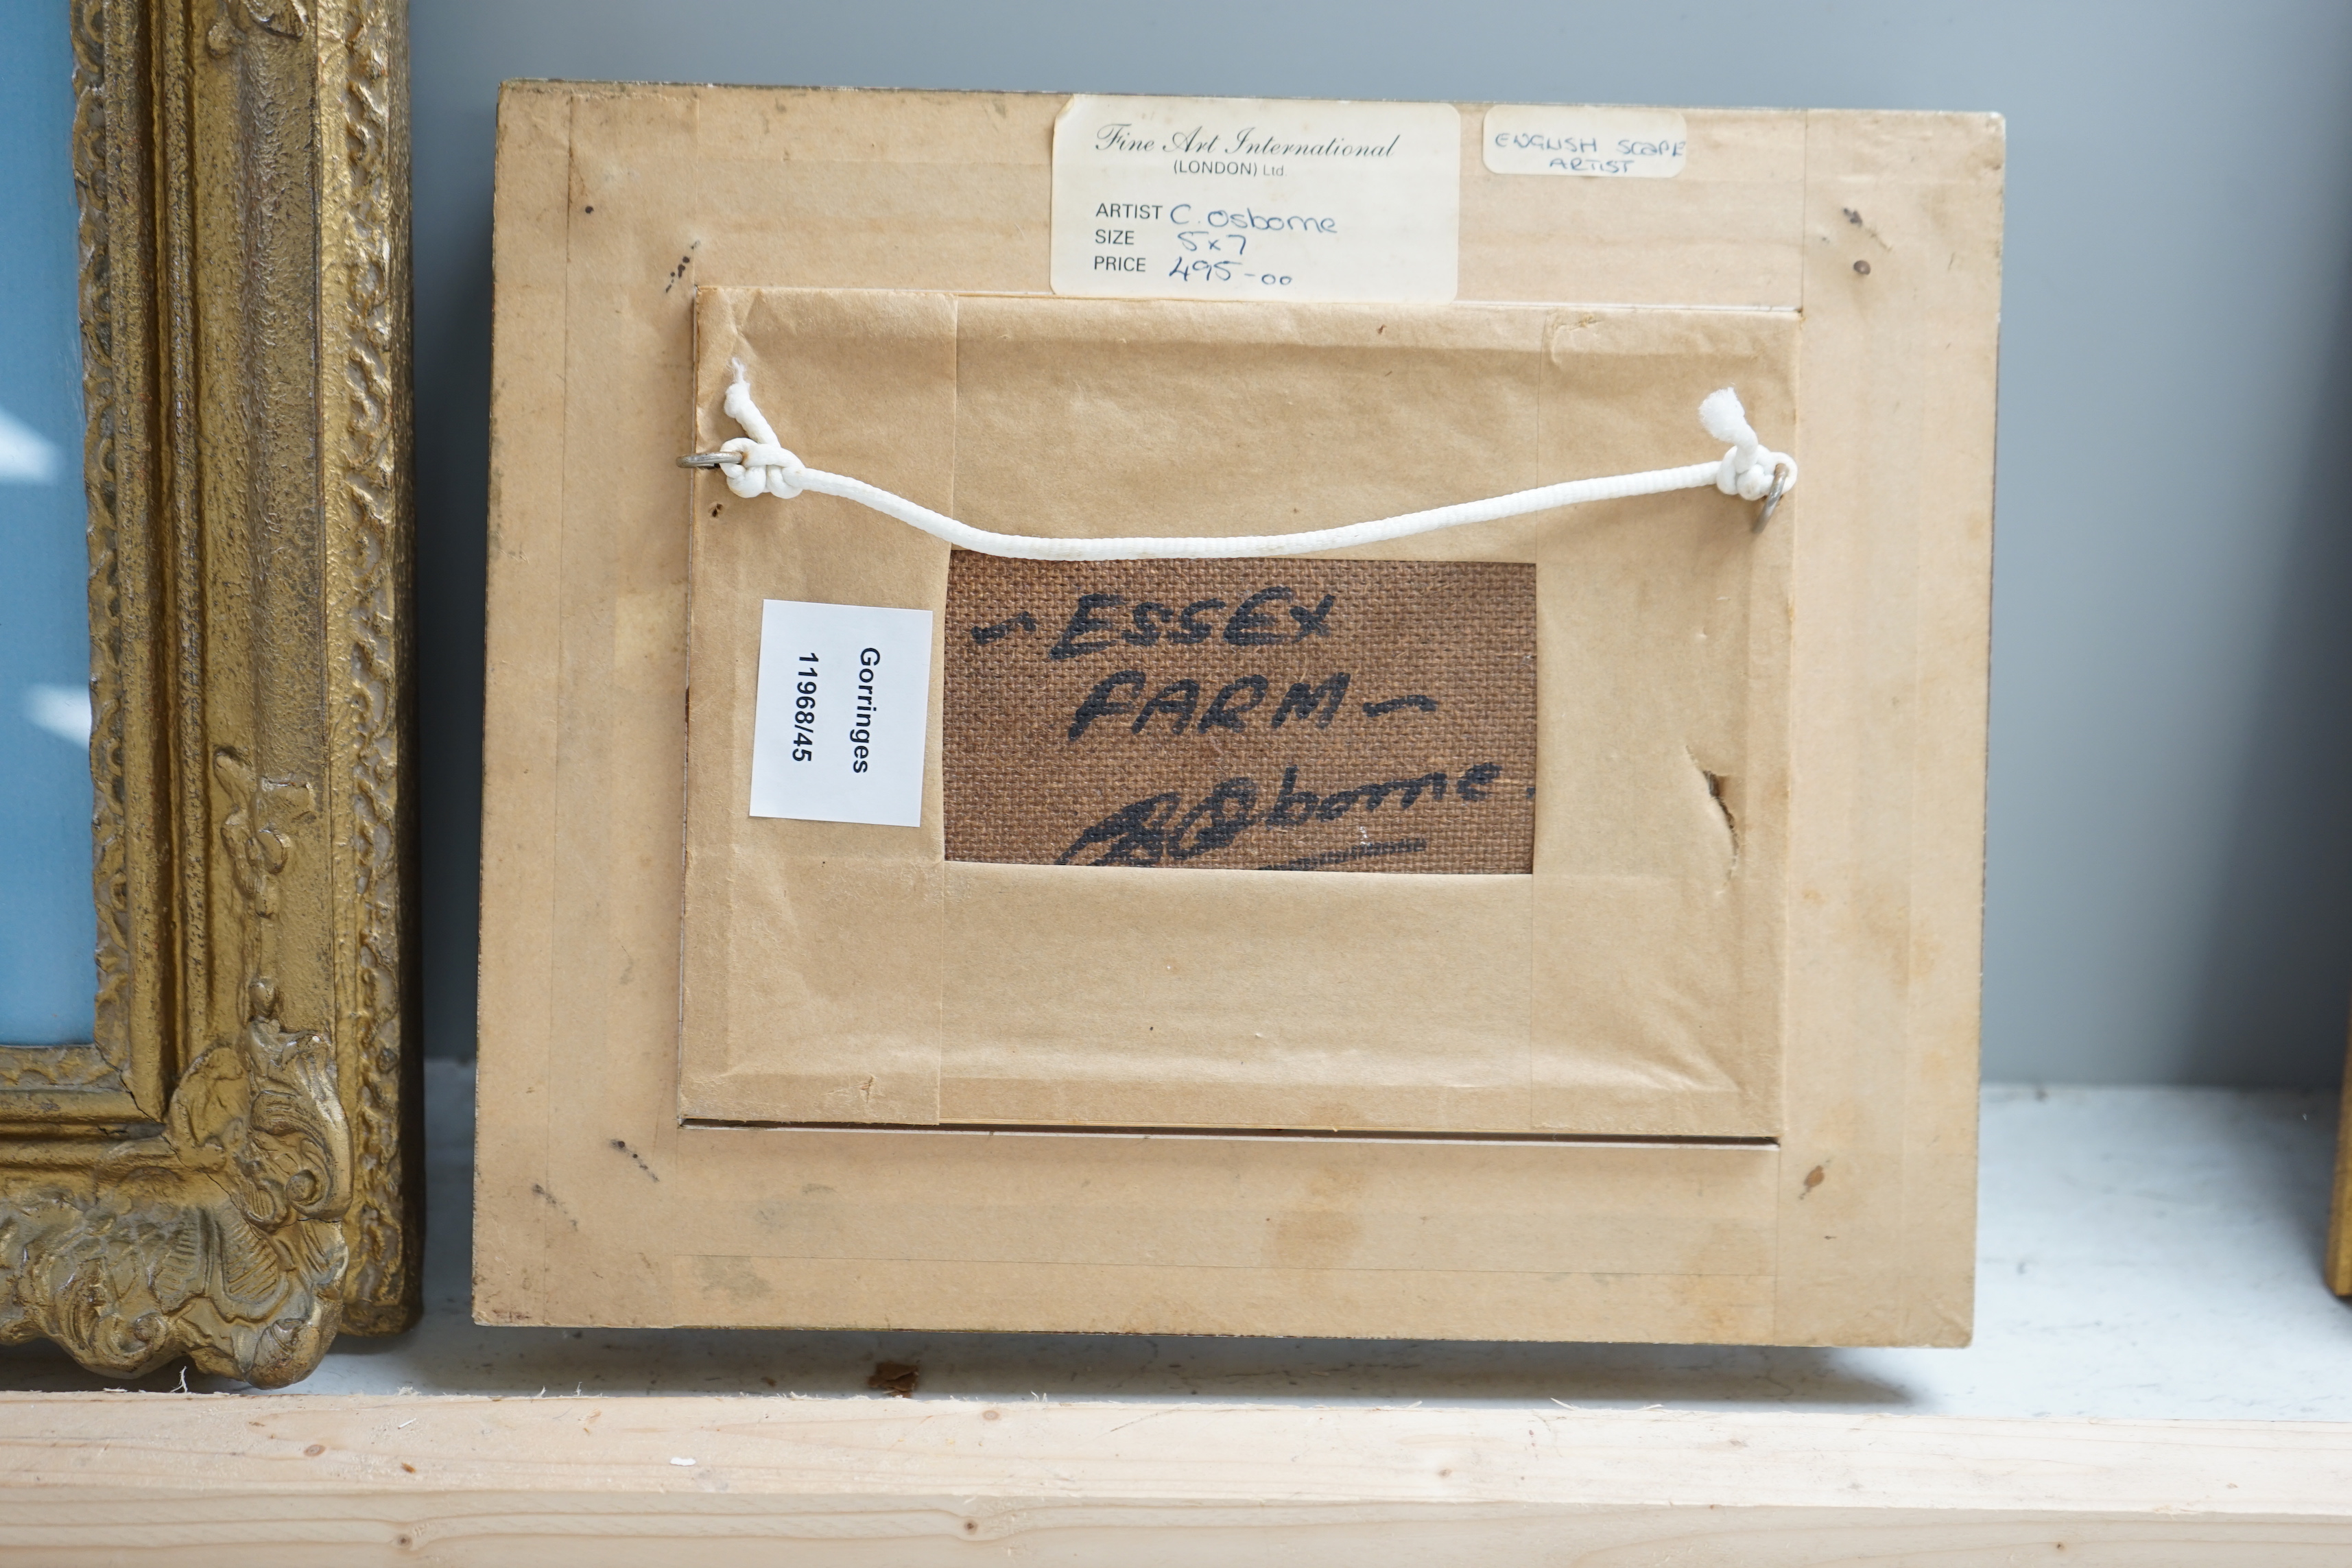 Fine Art International
(LONDON) Ltd.
ARTIST C. Osborne
SIZE 5x7
PRICE 495-00
ENGLISH SCAPE
ARTIST
Gorringes
11968/45
- ESSEX
FARM -
Osborne.